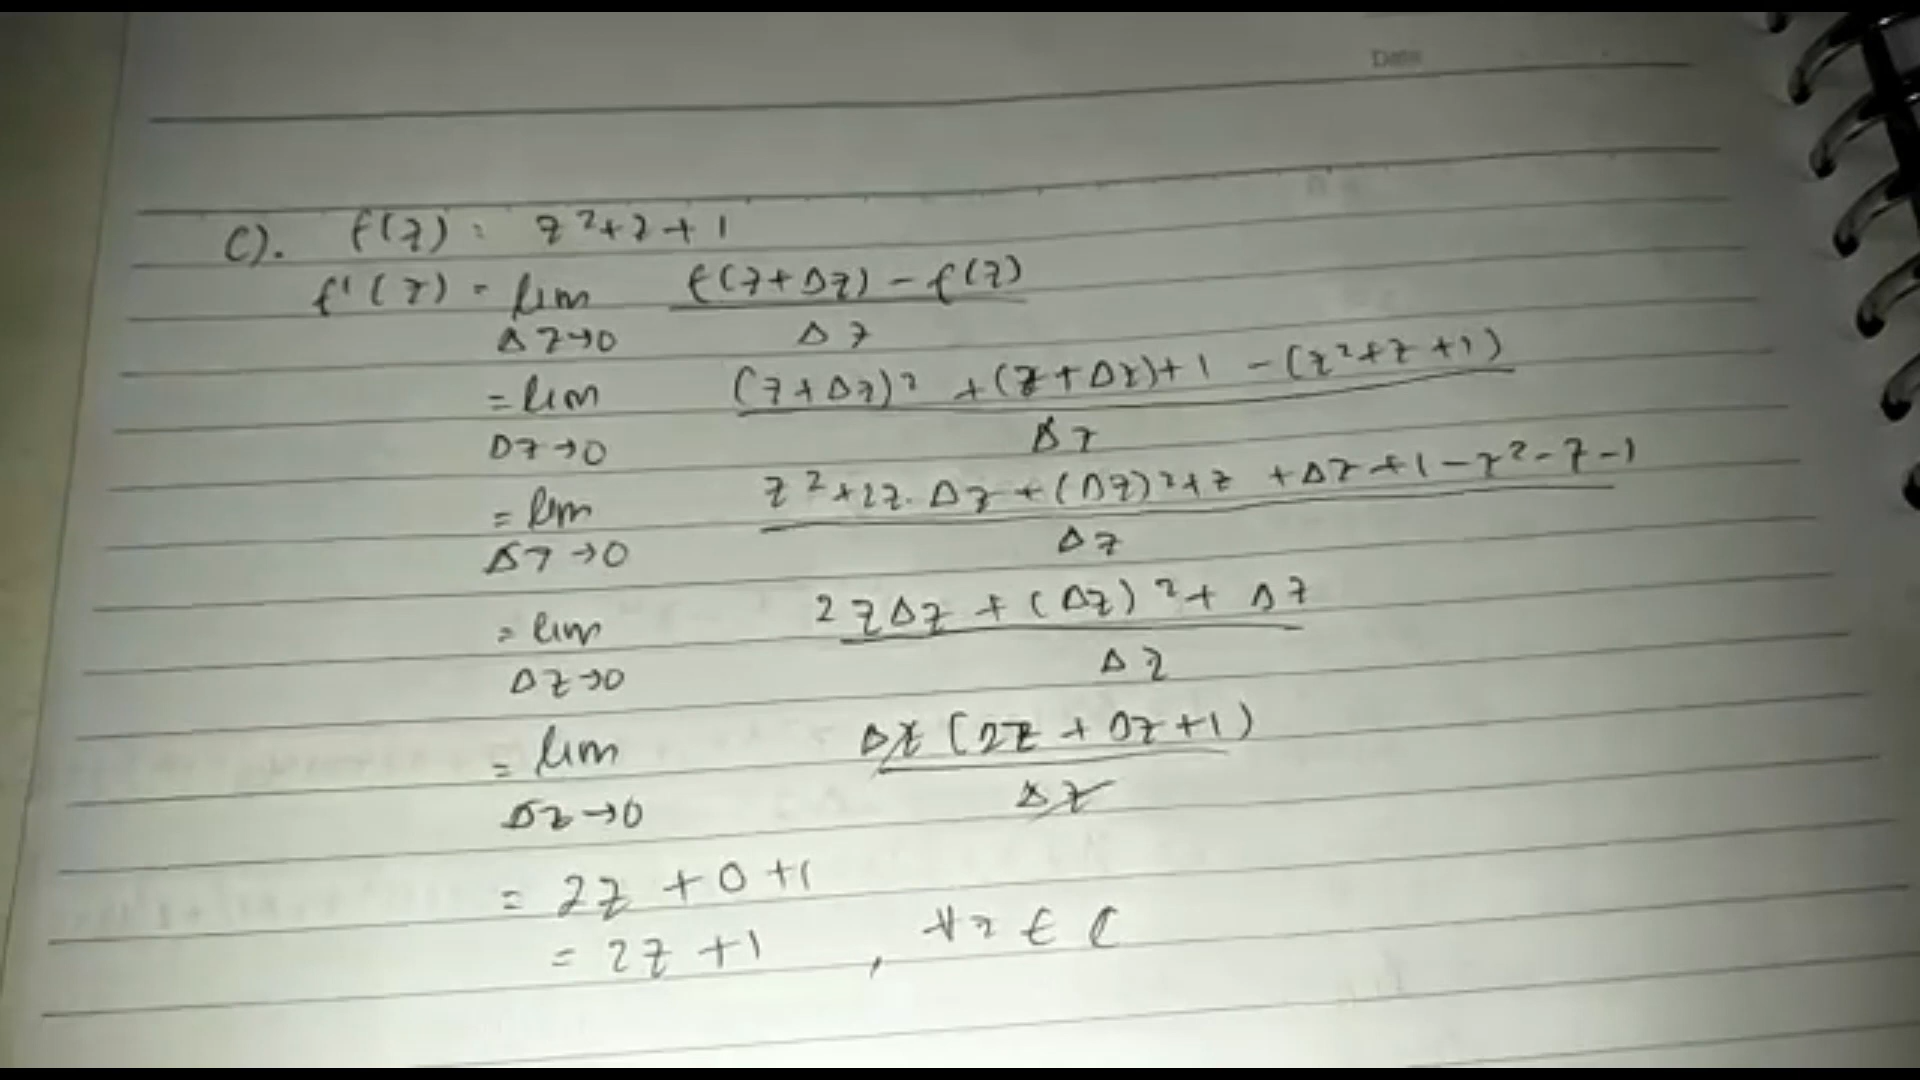 Date
C). f(z) = z²+z+1
f'(z) = lim f(z+Δz) - f(z)
Δz→0 Δz
= lim (z+Δz)² + (z+Δz)+1 - (z²+z+1)
Δz→0 Δz
= lim z²+2z.Δz+(Δz)²+z +Δz+1-z²-z-1
Δz→0 Δz
= lim 2zΔz + (Δz)²+ Δz
Δz→0 Δz
= lim Δz (2z + Δz+1)
Δz→0 Δz
= 2z +0 +1
= 2z +1 , ∀z ∈ C